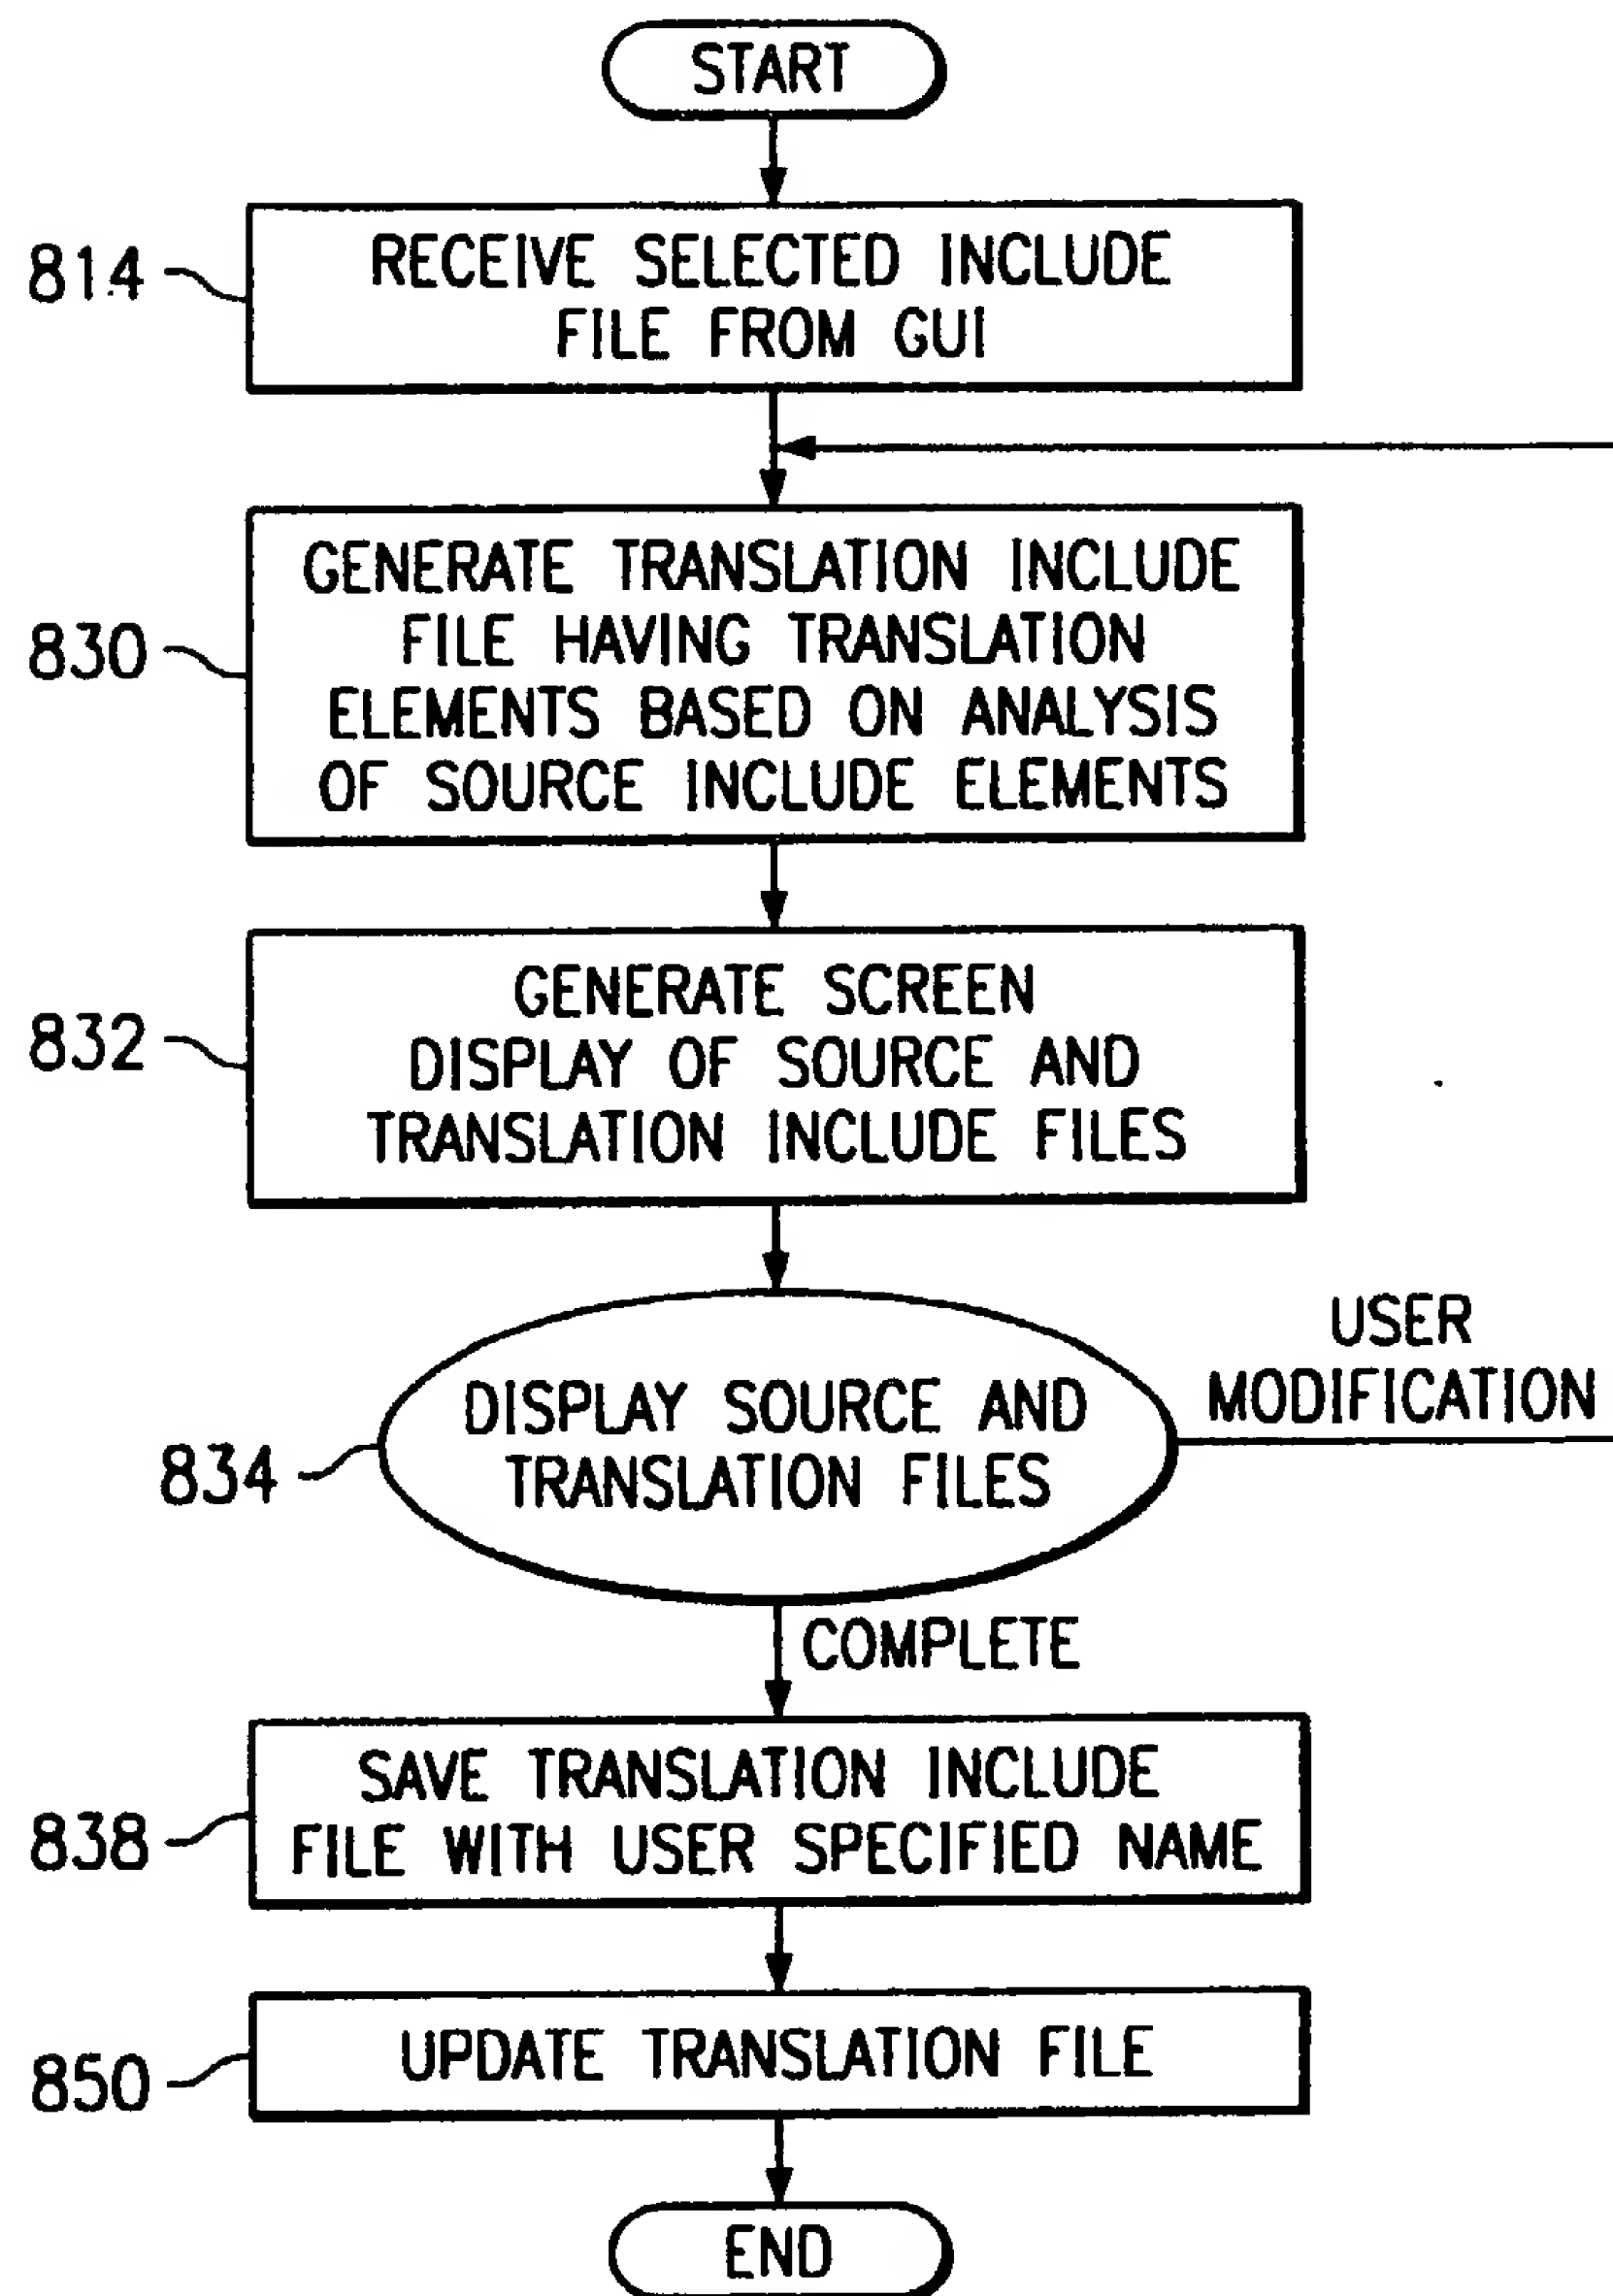 START
814
RECEIVE SELECTED INCLUDE
FILE FROM GUI
830
GENERATE TRANSLATION INCLUDE
FILE HAVING TRANSLATION
ELEMENTS BASED ON ANALYSIS
OF SOURCE INCLUDE ELEMENTS
832
GENERATE SCREEN
DISPLAY OF SOURCE AND
TRANSLATION INCLUDE FILES
USER
MODIFICATION
834
DISPLAY SOURCE AND
TRANSLATION FILES
COMPLETE
838
SAVE TRANSLATION INCLUDE
FILE WITH USER SPECIFIED NAME
850
UPDATE TRANSLATION FILE
END